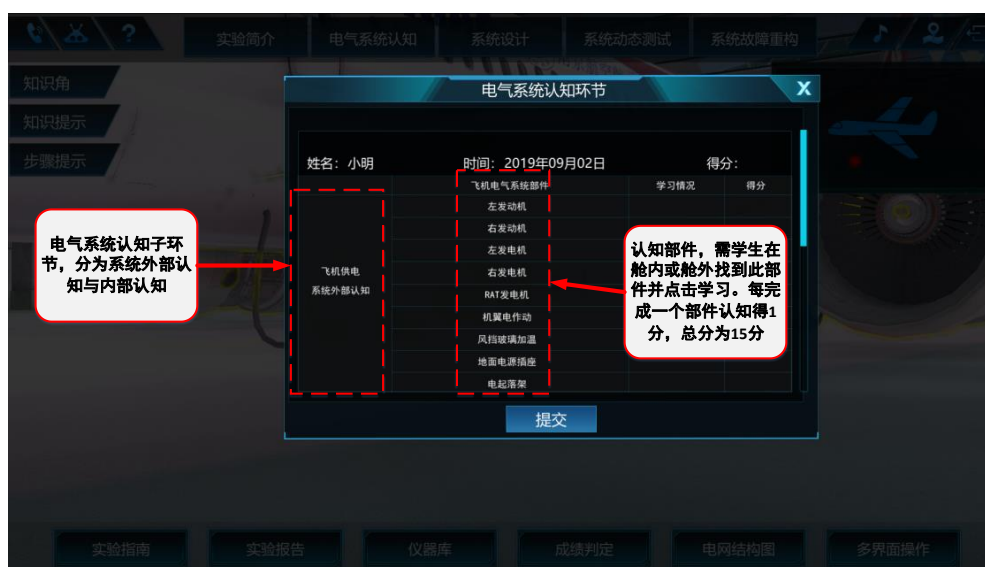 ?
实验简介
电气系统认知
系统设计
系统动态测试
系统故障重构
知识角
知识提示
步骤提示
电气系统认知环节
X
姓名：小明
时间：2019年09月02日
得分：
飞机电气系统部件
学习情况
得分
飞机供电
系统外部认知
左发动机
右发动机
左发电机
右发电机
RAT发电机
机翼电作动
风挡玻璃加温
地面电源插座
电起落架
电气系统认知子环
节，分为系统外部认
知与内部认知
认知部件，需学生在
舱内或舱外找到此部
件并点击学习。每完
成一个部件认知得1
分，总分为15分
提交
实验指南
实验报告
仪器库
成绩判定
电网结构图
多界面操作